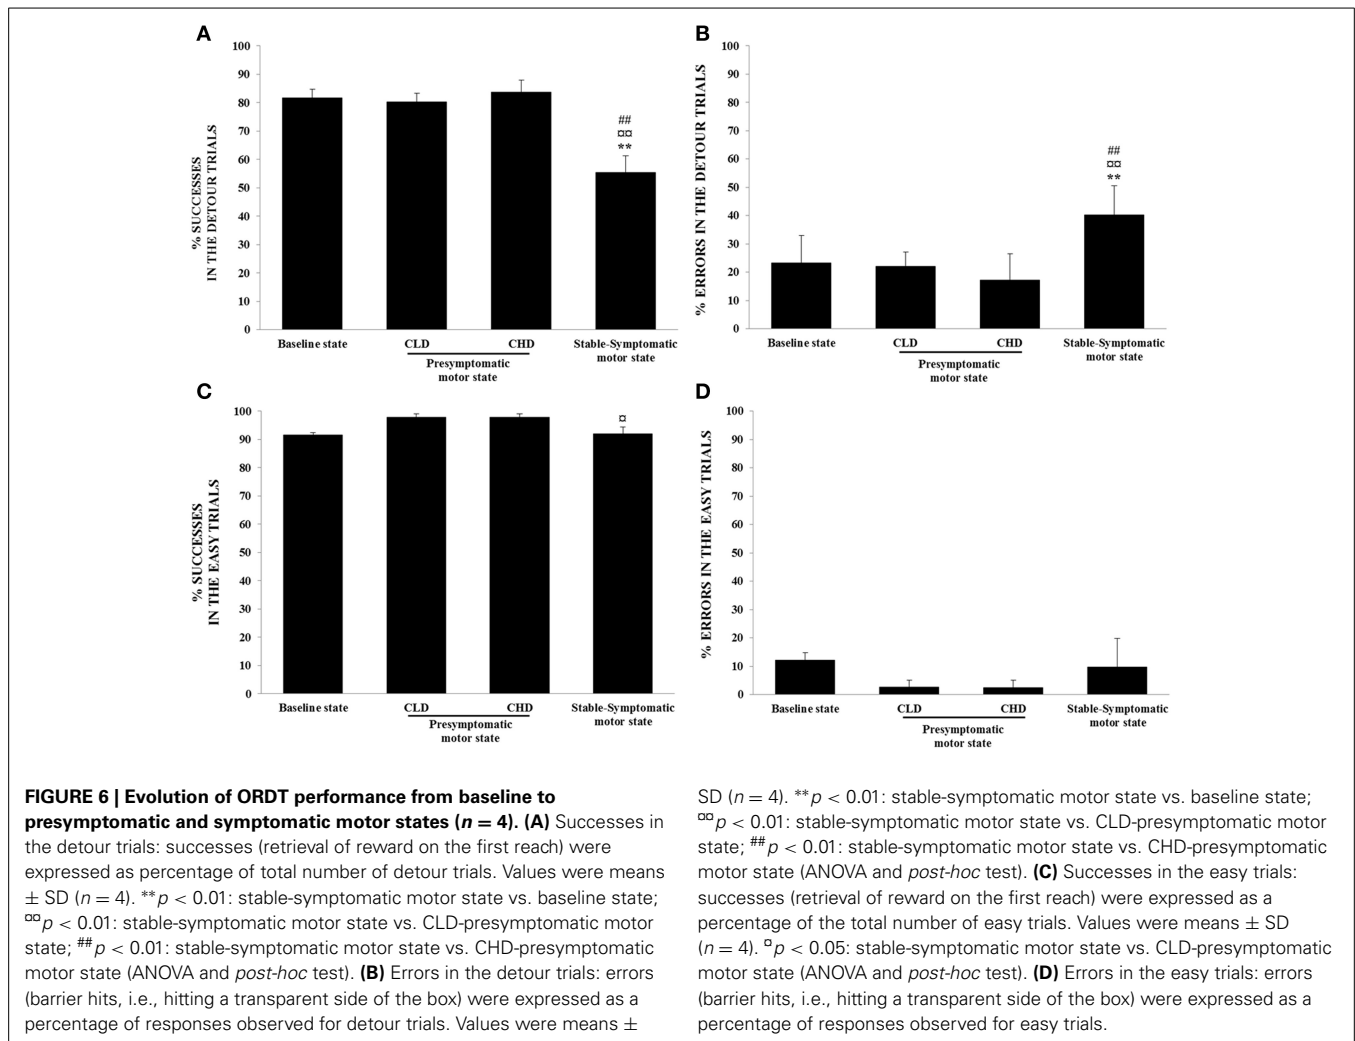 A
100
90
80
70
60
50
40
30
20
10
0
% SUCCESSES
IN THE DETOUR TRIALS
##
¤¤
**
Baseline state
CLD
CHD
Stable-Symptomatic
motor state
Presymptomatic
motor state
B
100
90
80
70
60
50
40
30
20
10
0
% ERRORS IN THE DETOUR TRIALS
##
¤¤
**
Baseline state
CLD
CHD
Stable-Symptomatic
motor state
Presymptomatic
motor state
C
100
90
80
70
60
50
40
30
20
10
0
% SUCCESSES
IN THE EASY TRIALS
¤
Baseline state
CLD
CHD
Stable-Symptomatic
motor state
Presymptomatic
motor state
D
100
90
80
70
60
50
40
30
20
10
0
% ERRORS IN THE EASY TRIALS
Baseline state
CLD
CHD
Stable-Symptomatic
motor state
Presymptomatic
motor state
FIGURE 6 | Evolution of ORDT performance from baseline to
presymptomatic and symptomatic motor states (n = 4). (A) Successes in
the detour trials: successes (retrieval of reward on the first reach) were
expressed as percentage of total number of detour trials. Values were means
± SD (n = 4). **p < 0.01: stable-symptomatic motor state vs. baseline state;
¤¤p < 0.01: stable-symptomatic motor state vs. CLD-presymptomatic motor
state; ##p < 0.01: stable-symptomatic motor state vs. CHD-presymptomatic
motor state (ANOVA and post-hoc test). (B) Errors in the detour trials: errors
(barrier hits, i.e., hitting a transparent side of the box) were expressed as a
percentage of responses observed for detour trials. Values were means ±
SD (n = 4). **p < 0.01: stable-symptomatic motor state vs. baseline state;
¤¤p < 0.01: stable-symptomatic motor state vs. CLD-presymptomatic motor
state; ##p < 0.01: stable-symptomatic motor state vs. CHD-presymptomatic
motor state (ANOVA and post-hoc test). (C) Successes in the easy trials:
successes (retrieval of reward on the first reach) were expressed as a
percentage of the total number of easy trials. Values were means ± SD
(n = 4). ¤p < 0.05: stable-symptomatic motor state vs. CLD-presymptomatic
motor state (ANOVA and post-hoc test). (D) Errors in the easy trials: errors
(barrier hits, i.e., hitting a transparent side of the box) were expressed as a
percentage of responses observed for easy trials.